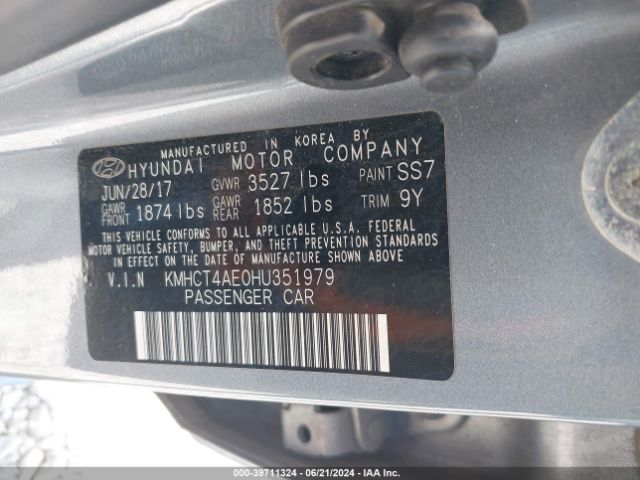 MANUFACTURED IN KOREA BY
HYUNDAI MOTOR COMPANY
JUN/28/17 GVWR 3527 lbs PAINT SS7
GAWR FRONT 1874 lbs GAWR REAR 1852 lbs TRIM 9Y
THIS VEHICLE CONFORMS TO ALL APPLICABLE U.S.A. FEDERAL
MOTOR VEHICLE SAFETY, BUMPER, AND THEFT PREVENTION STANDARDS
IN EFFECT ON THE DATE OF MANUFACTURE SHOWN ABOVE
V.I.N KMHCT4AE0HU351979
PASSENGER CAR
000-39711324 / 06/21/2024 / IAAI.COM